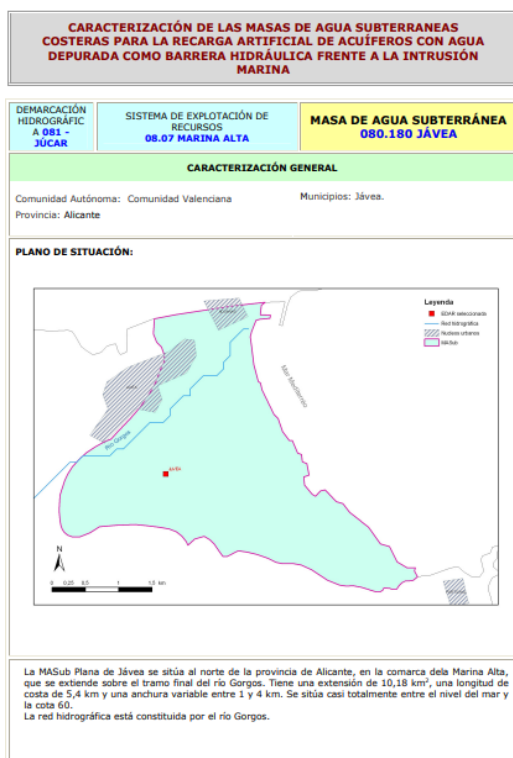 CARACTERIZACIÓN DE LAS MASAS DE AGUA SUBTERRANEAS
COSTERAS PARA LA RECARGA ARTIFICIAL DE ACUÍFEROS CON AGUA
DEPURADA COMO BARRERA HIDRÁULICA FRENTE A LA INTRUSIÓN
MARINA
DEMARCACIÓN
HIDROGRÁFIC
A 081 -
JÚCAR
SISTEMA DE EXPLOTACIÓN DE
RECURSOS
08.07 MARINA ALTA
MASA DE AGUA SUBTERRÁNEA
080.180 JÁVEA
CARACTERIZACIÓN GENERAL
Comunidad Autónoma: Comunidad Valenciana
Provincia: Alicante
Municipios: Jávea.
PLANO DE SITUACIÓN:
Leyenda
EDAR seleccionada
Red hidrográfica
Núcleos urbanos
MASub
Mar Mediterráneo
Río Gorgos
JAVEA
N
0 0,25 0,5 1 1,5 km
La MASub Plana de Jávea se sitúa al norte de la provincia de Alicante, en la comarca dela Marina Alta,
que se extiende sobre el tramo final del río Gorgos. Tiene una extensión de 10,18 km², una longitud de
costa de 5,4 km y una anchura variable entre 1 y 4 km. Se sitúa casi totalmente entre el nivel del mar y
la cota 60.
La red hidrográfica está constituida por el río Gorgos.